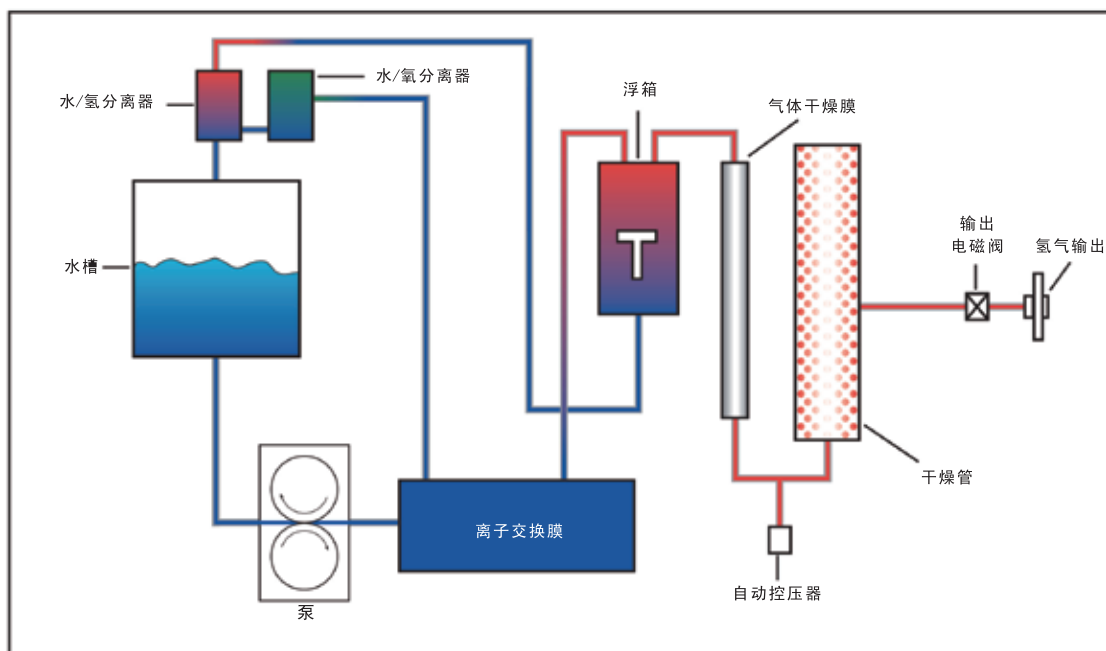 水/氧分离器
水/氢分离器
浮箱
气体干燥膜
输出
电磁阀
氢气输出
水槽
干燥管
离子交换膜
自动控压器
泵